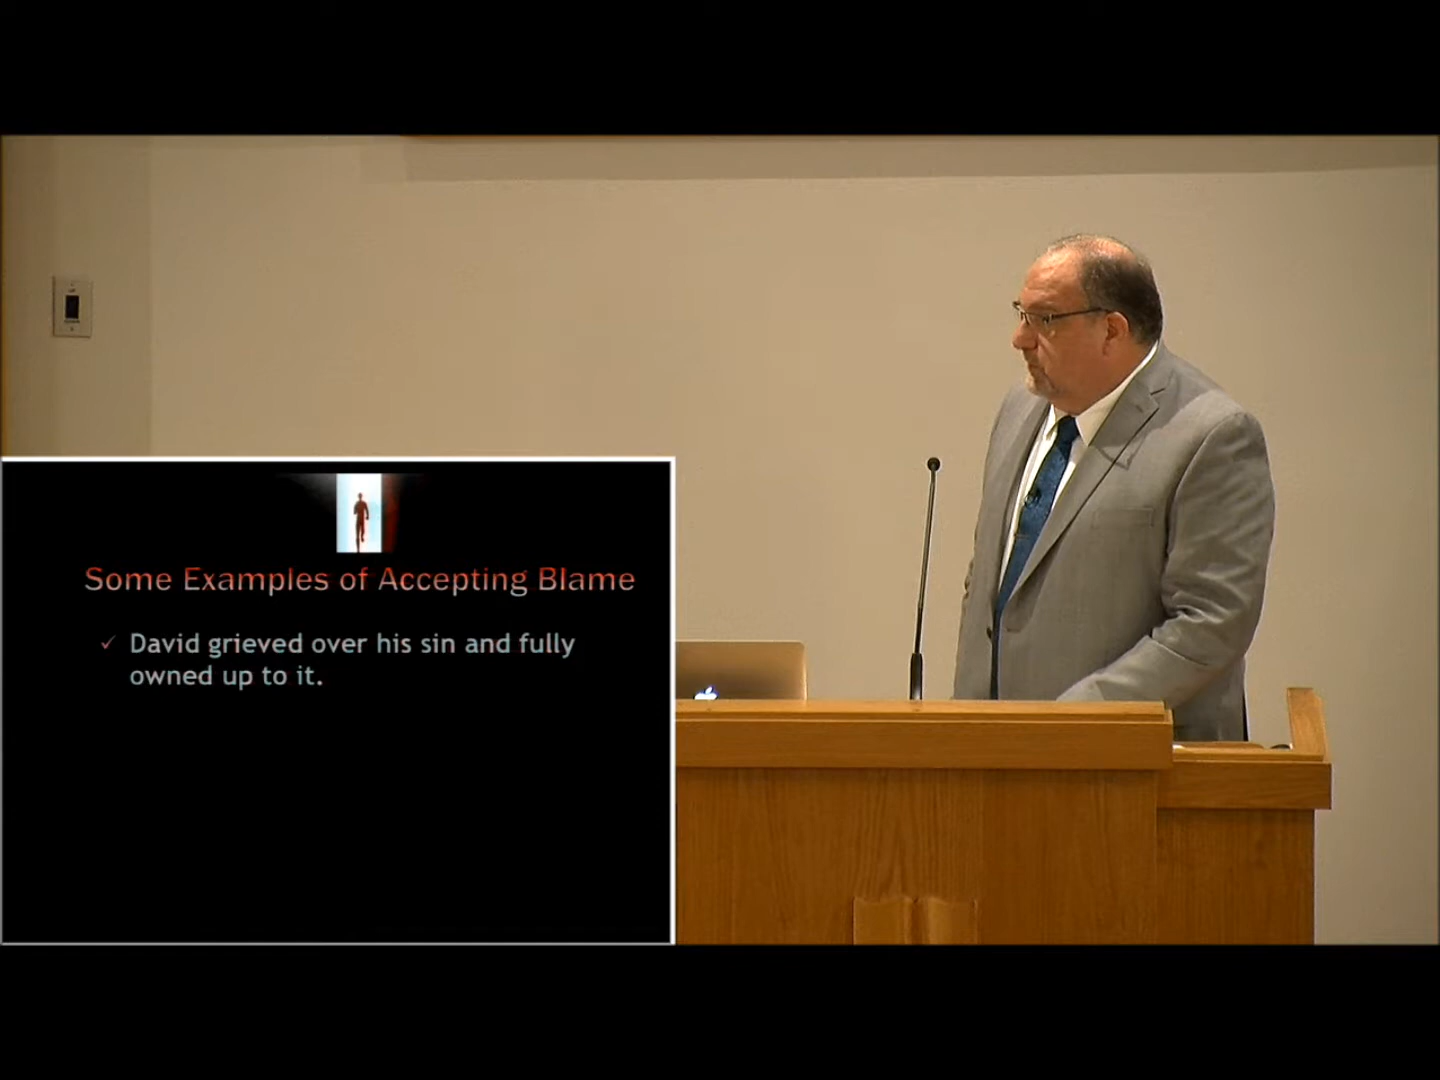 Some Examples of Accepting Blame
✓ David grieved over his sin and fully
owned up to it.